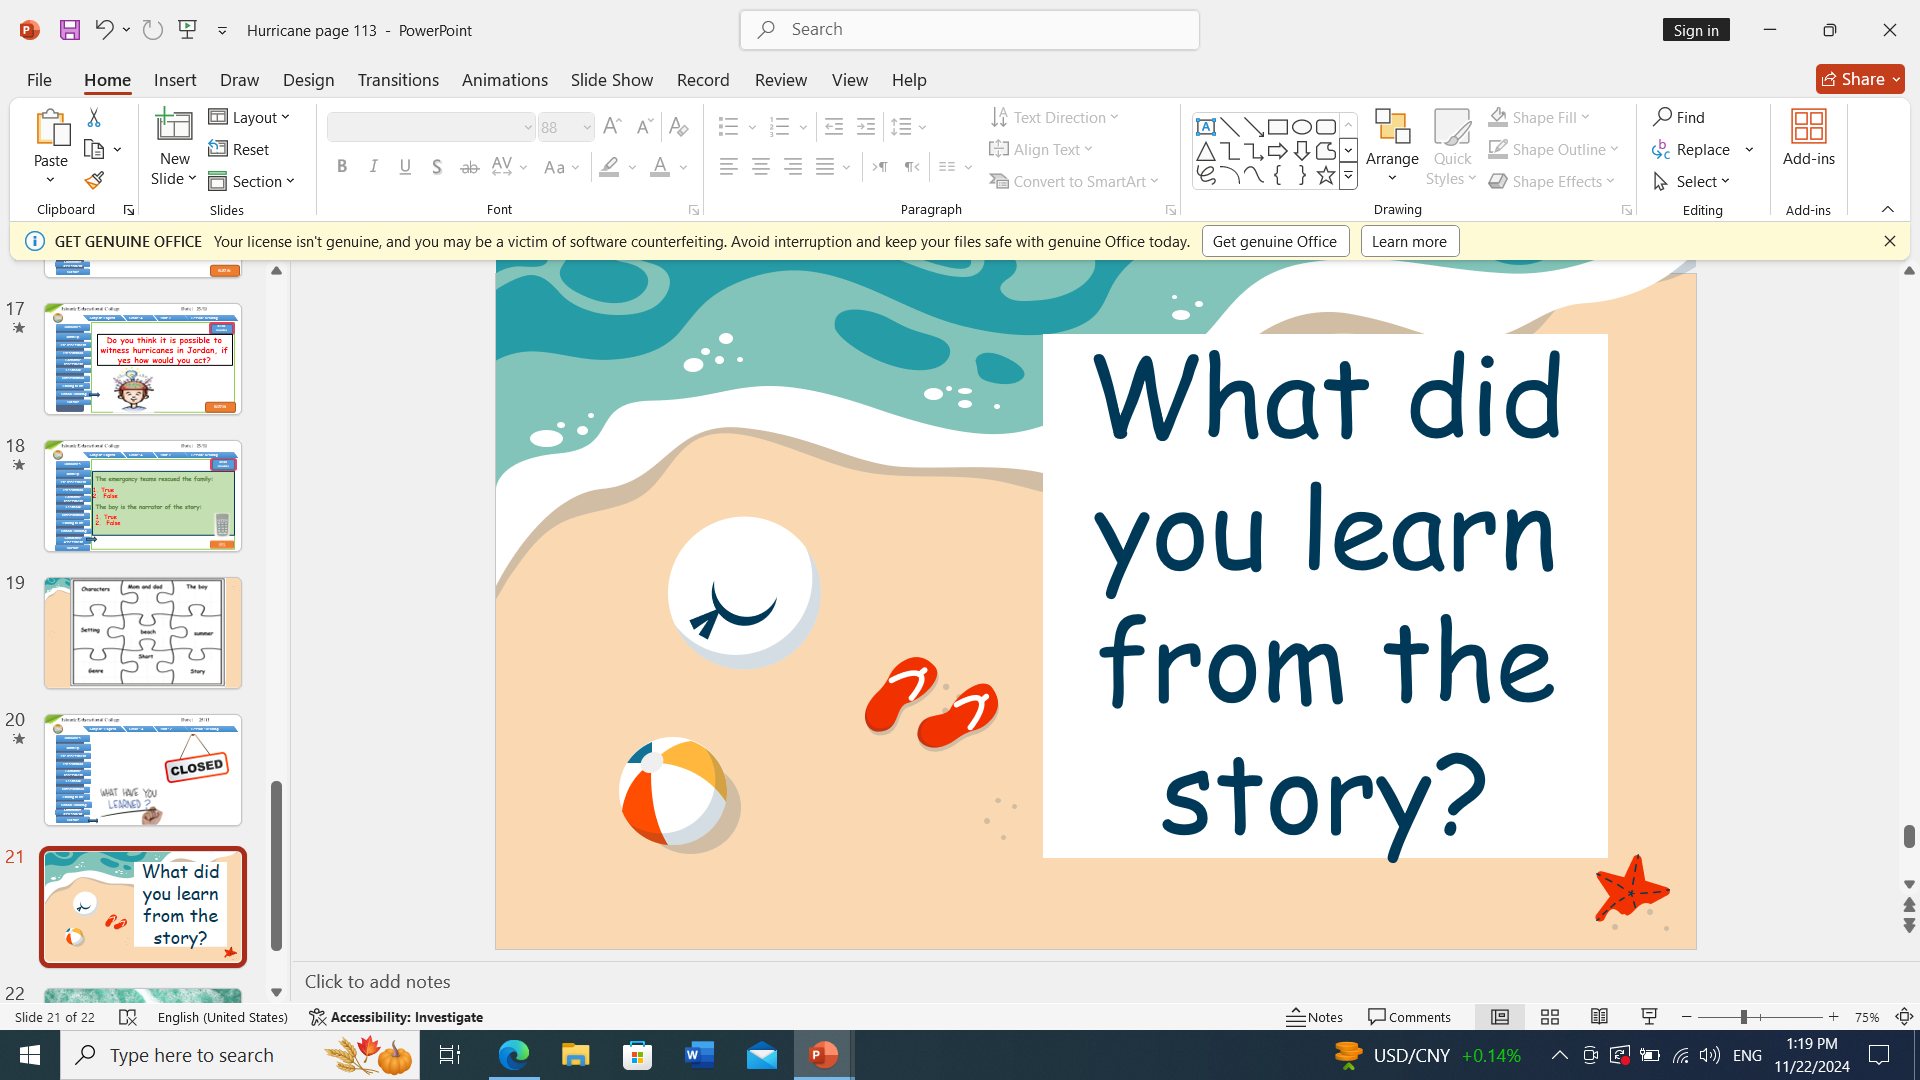 Hurricane page 113 - PowerPoint
Search
Sign in
File Home Insert Draw Design Transitions Animations Slide Show Record Review View Help
Share
Paste
Clipboard
New
Slide
Layout
Reset
Section
Slides
88
Font
Paragraph
Text Direction
Align Text
Convert to SmartArt
Arrange
Quick
Styles
Shape Fill
Shape Outline
Shape Effects
Drawing
Find
Replace
Select
Editing
Add-ins
Add-ins
GET GENUINE OFFICE Your license isn't genuine, and you may be a victim of software counterfeiting. Avoid interruption and keep your files safe with genuine Office today.
Get genuine Office
Learn more
17
Do you think it is possible to
witness hurricanes in Jordan, if
yes how would you act?
18
The emergency teams rescued the family:
1. True
2. False
The boy is the narrator of the story:
1. True
2. False
19
Characters Mom and dad The boy
Setting beach summer
Short
Genre Story
20
CLOSED
WHAT HAVE YOU
LEARNED?
21
What did
you learn
from the
story?
22
What did
you learn
from the
story?
Click to add notes
Slide 21 of 22
English (United States)
Accessibility: Investigate
Notes
Comments
75%
Type here to search
USD/CNY +0.14%
ENG
1:19 PM
11/22/2024